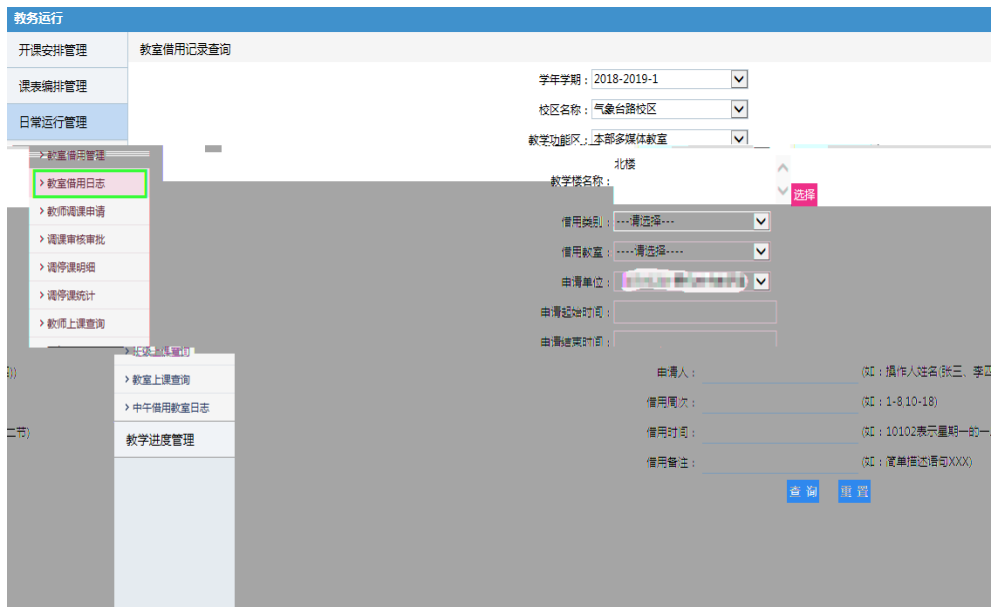 教务运行
开课安排管理
教室借用记录查询
课表编排管理
学年学期：2018-2019-1
校区名称：气象台路校区
日常运行管理
教学功能区：本部多媒体教室
教室借用管理
北楼
教学楼名称：
选择
教室借用日志
教师调课申请
借用类别：---请选择---
调课审核审批
借用教室：----请选择----
调停课明细
申请单位：
调停课统计
申请起始时间：
教师上课查询
申请结束时间：
班级上课查询
申请人：
(如：操作人姓名(张三、李四
教室上课查询
借用周次：
(如：1-8,10-18)
中午借用教室日志
二节)
借用时间：
(如：10102表示星期一的一
教学进度管理
借用备注：
(如：简单描述语句XXX)
查 询
重 置